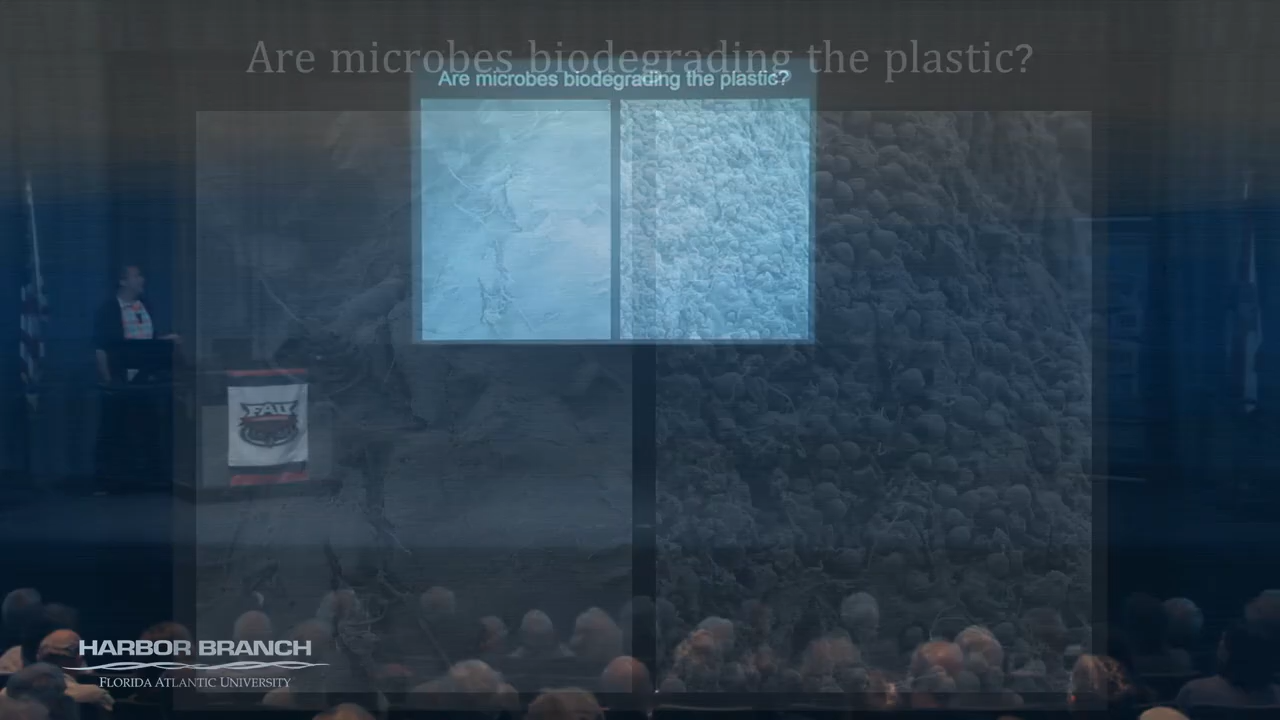 Are microbes biodegrading the plastic?
Are microbes biodegrading the plastic?
FAU
HARBOR BRANCH
FLORIDA ATLANTIC UNIVERSITY